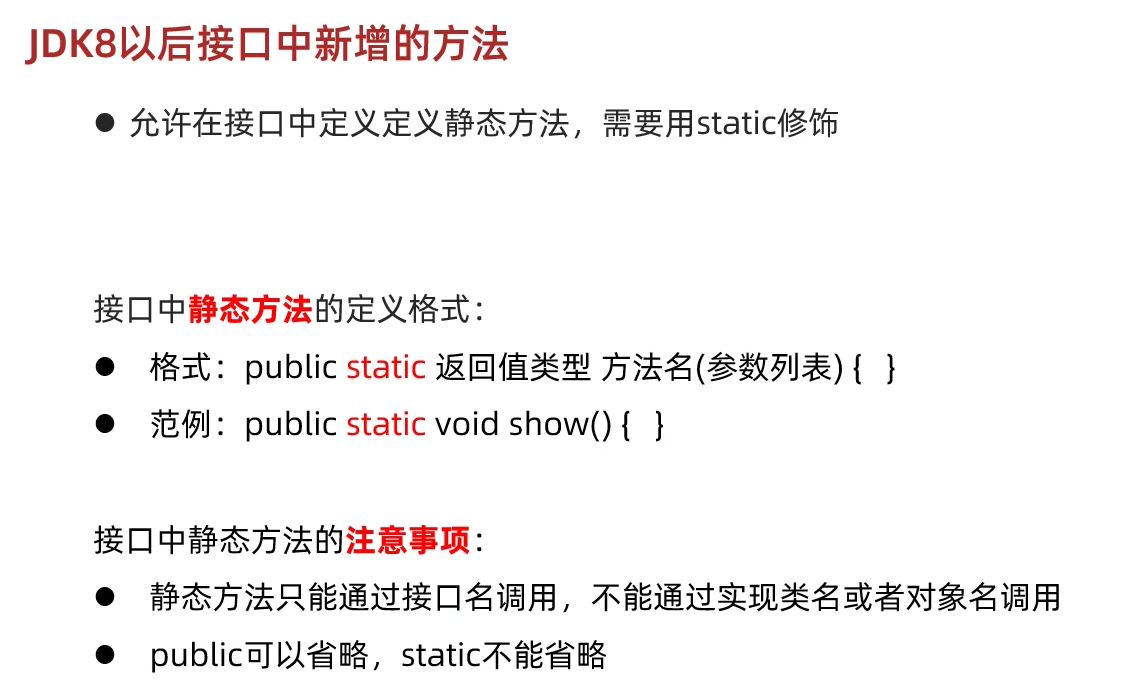 JDK8以后接口中新增的方法
● 允许在接口中定义定义静态方法，需要用static修饰
接口中静态方法的定义格式：
● 格式：public static 返回值类型 方法名(参数列表) { }
● 范例：public static void show() { }
接口中静态方法的注意事项：
● 静态方法只能通过接口名调用，不能通过实现类名或者对象名调用
● public可以省略，static不能省略